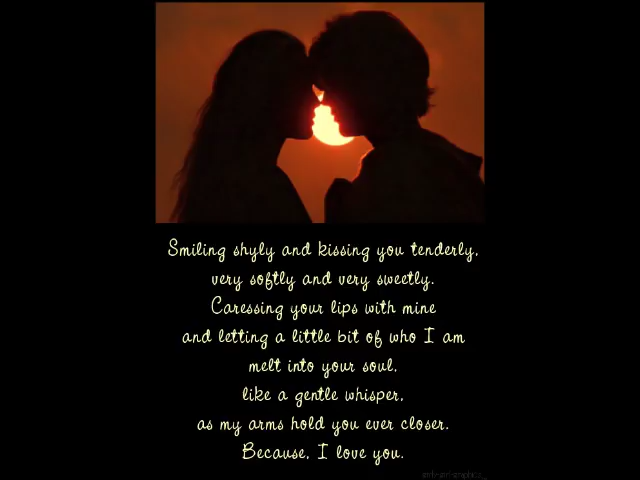 Smiling shyly and kissing you tenderly,
very softly and very sweetly.
Caressing your lips with mine
and letting a little bit of who I am
melt into your soul,
like a gentle whisper,
as my arms hold you ever closer.
Because, I love you.